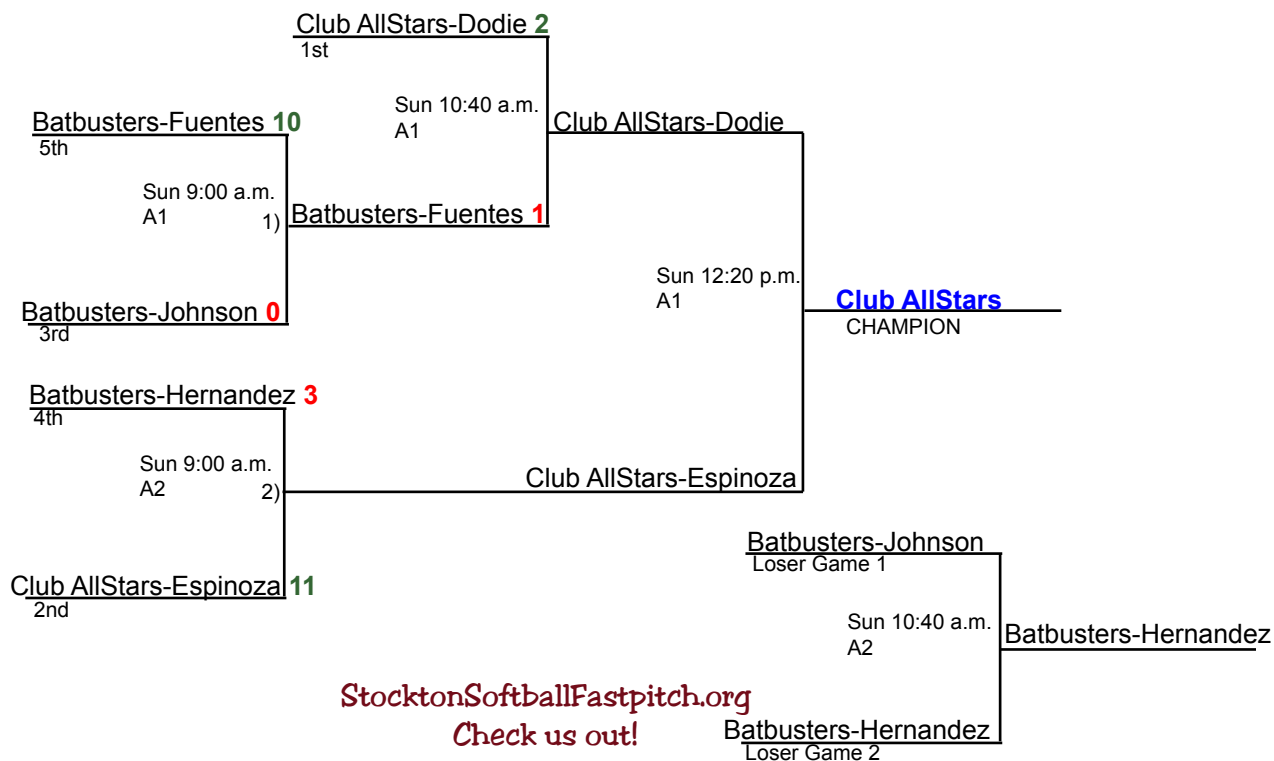 Club AllStars-Dodie 2
1st
Sun 10:40 a.m.
A1
Club AllStars-Dodie
Batbusters-Fuentes 10
5th
Sun 9:00 a.m.
A1
1)
Batbusters-Fuentes 1
Batbusters-Johnson 0
3rd
Sun 12:20 p.m.
A1
Club AllStars
CHAMPION
Batbusters-Hernandez 3
4th
Sun 9:00 a.m.
A2
2)
Club AllStars-Espinoza
Club AllStars-Espinoza 11
2nd
Batbusters-Johnson
Loser Game 1
Sun 10:40 a.m.
A2
Batbusters-Hernandez
Batbusters-Hernandez
Loser Game 2
StocktonSoftballFastpitch.org
Check us out!